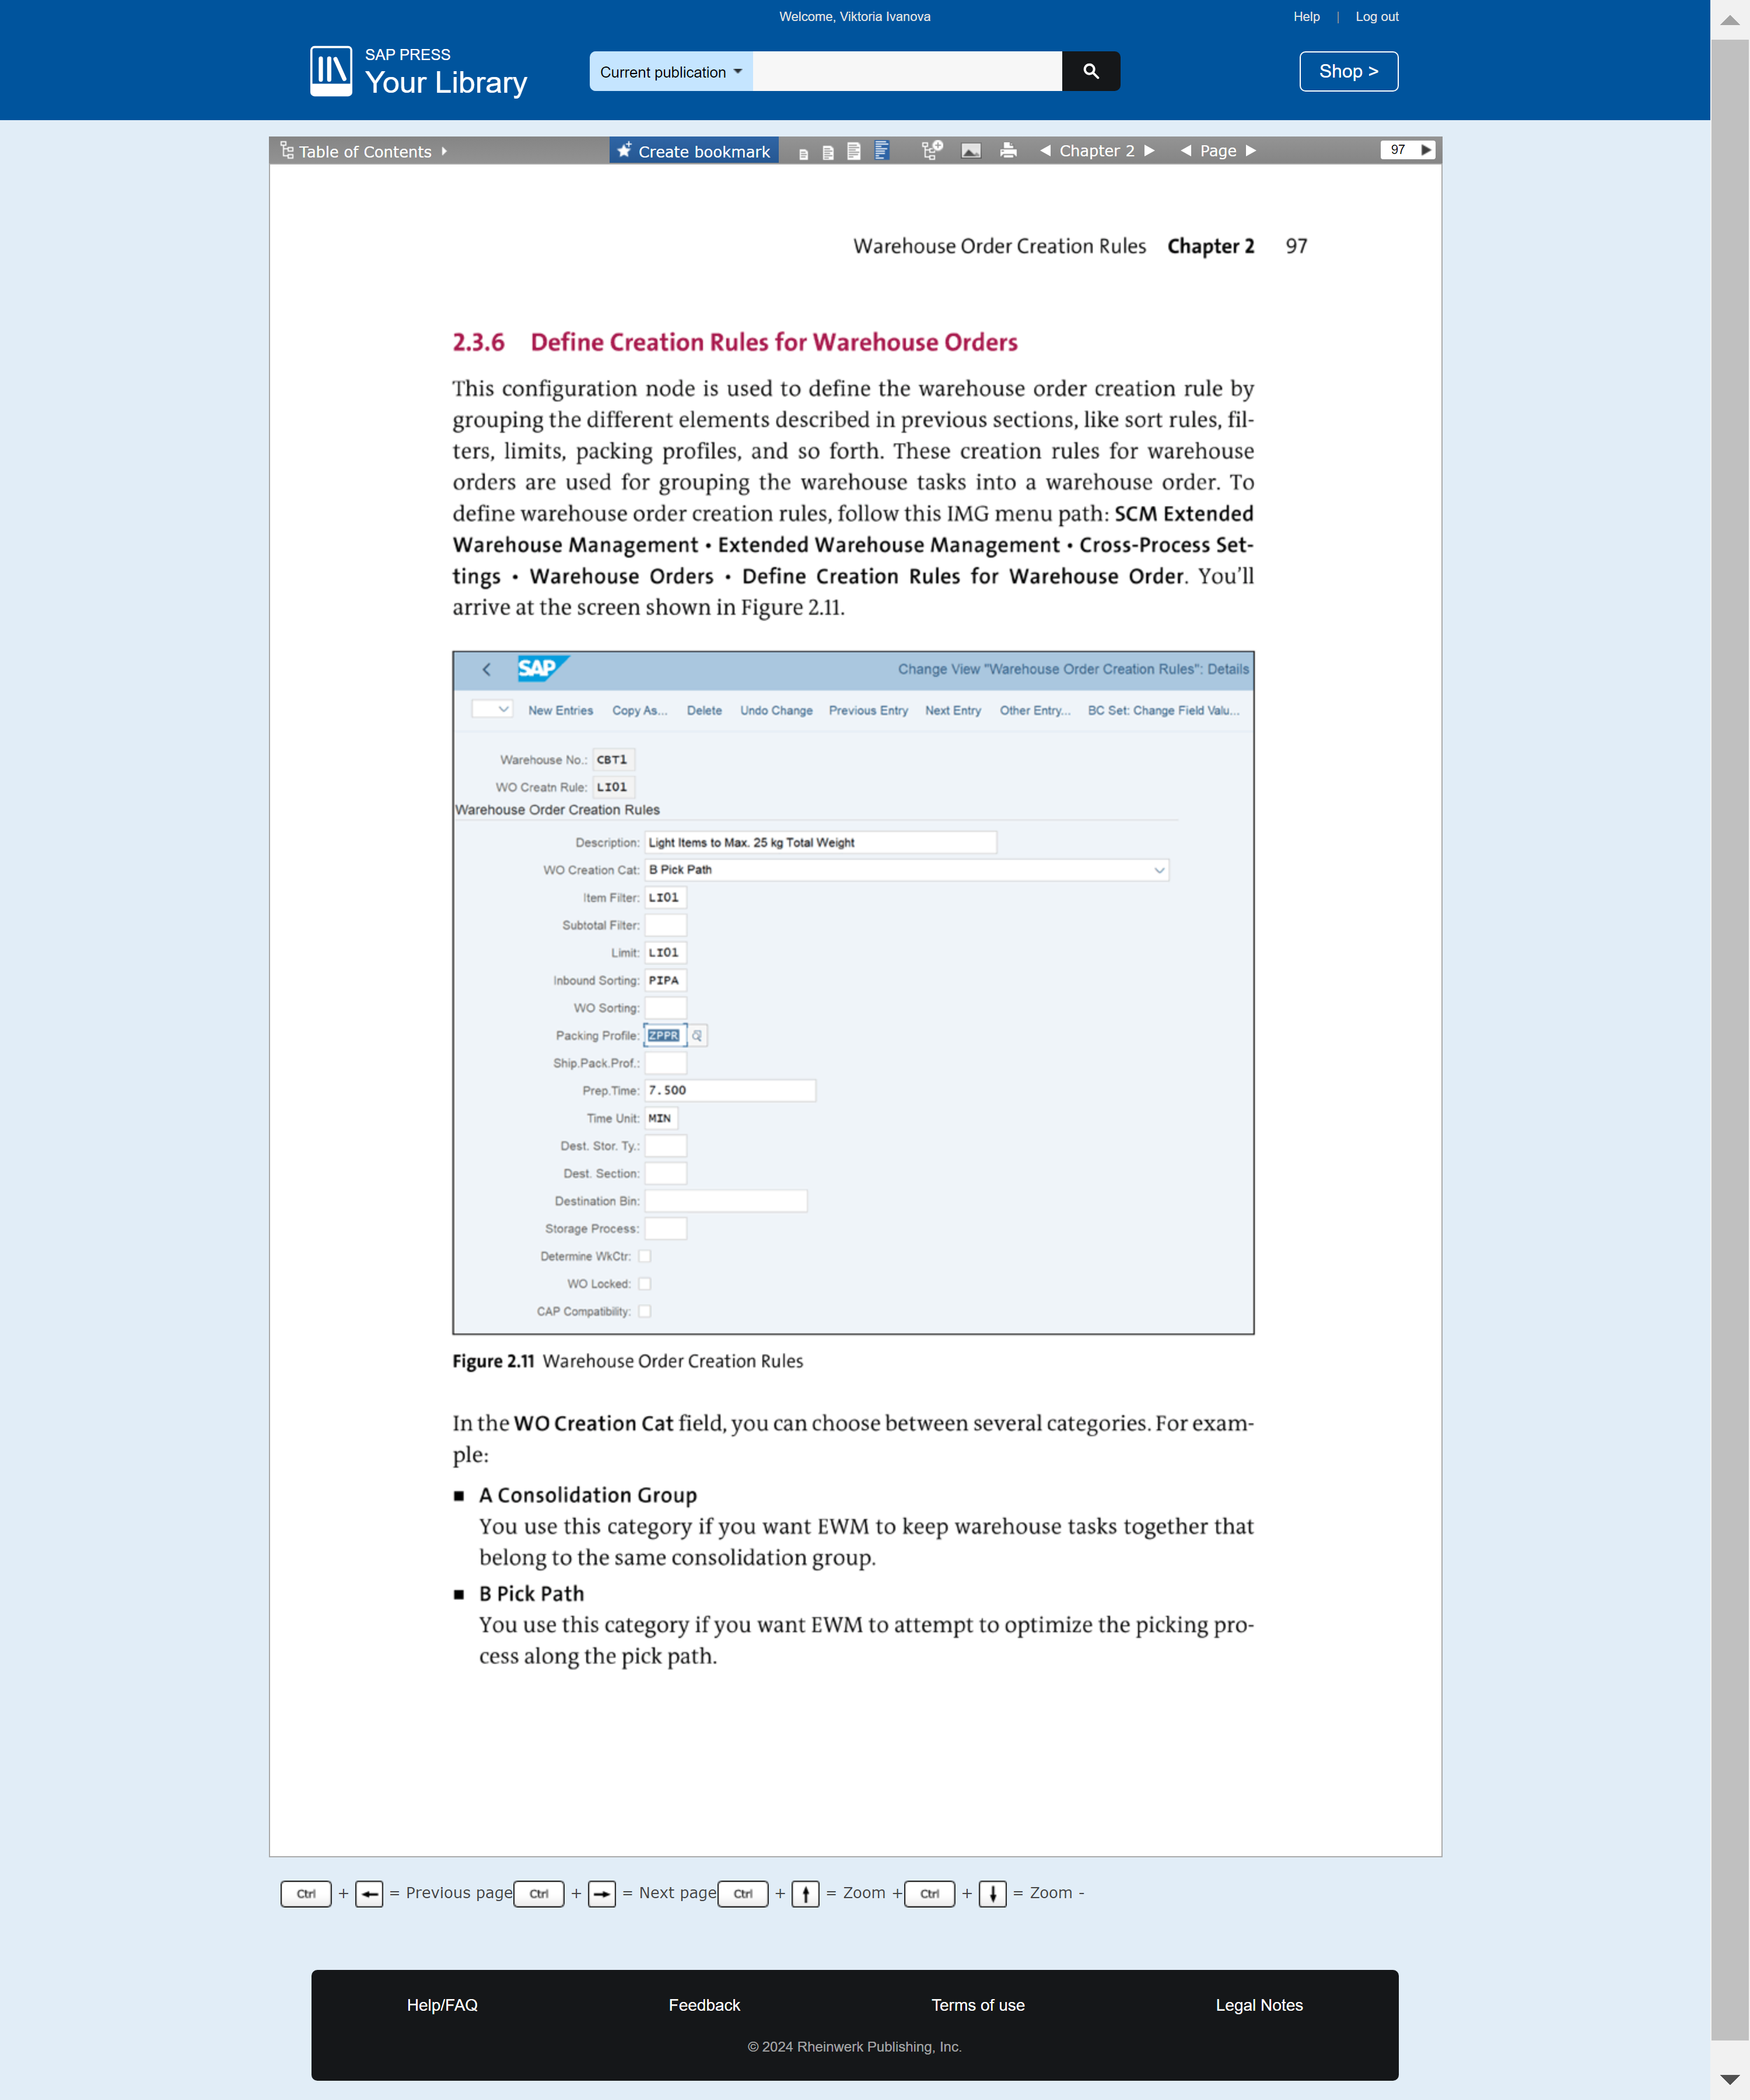 Welcome, Viktoria Ivanova
Help | Log out
SAP PRESS
Your Library
Current publication
Shop >
Table of Contents
Create bookmark
Chapter 2
Page
97
Warehouse Order Creation Rules Chapter 2 97
2.3.6 Define Creation Rules for Warehouse Orders
This configuration node is used to define the warehouse order creation rule by
grouping the different elements described in previous sections, like sort rules, fil-
ters, limits, packing profiles, and so forth. These creation rules for warehouse
orders are used for grouping the warehouse tasks into a warehouse order. To
define warehouse order creation rules, follow this IMG menu path: SCM Extended
Warehouse Management • Extended Warehouse Management • Cross-Process Set-
tings • Warehouse Orders • Define Creation Rules for Warehouse Order. You'll
arrive at the screen shown in Figure 2.11.
SAP
Change View "Warehouse Order Creation Rules": Details
New Entries Copy As... Delete Undo Change Previous Entry Next Entry Other Entry... BC Set: Change Field Valu...
Warehouse No.: CBT1
WO Creatn Rule: LI01
Warehouse Order Creation Rules
Description: Light Items to Max. 25 kg Total Weight
WO Creation Cat: B Pick Path
Item Filter: LI01
Subtotal Filter:
Limit: LI01
Inbound Sorting: PIPA
WO Sorting:
Packing Profile: ZPPR
Ship.Pack.Prof.:
Prep.Time: 7.500
Time Unit: MIN
Dest. Stor. Ty.:
Dest. Section:
Destination Bin:
Storage Process:
Determine WkCtr:
WO Locked:
CAP Compatibility:
Figure 2.11 Warehouse Order Creation Rules
In the WO Creation Cat field, you can choose between several categories. For exam-
ple:
■ A Consolidation Group
You use this category if you want EWM to keep warehouse tasks together that
belong to the same consolidation group.
■ B Pick Path
You use this category if you want EWM to attempt to optimize the picking pro-
cess along the pick path.
Ctrl + ← = Previous page Ctrl + → = Next page Ctrl + ↑ = Zoom + Ctrl + ↓ = Zoom -
Help/FAQ Feedback Terms of use Legal Notes
© 2024 Rheinwerk Publishing, Inc.